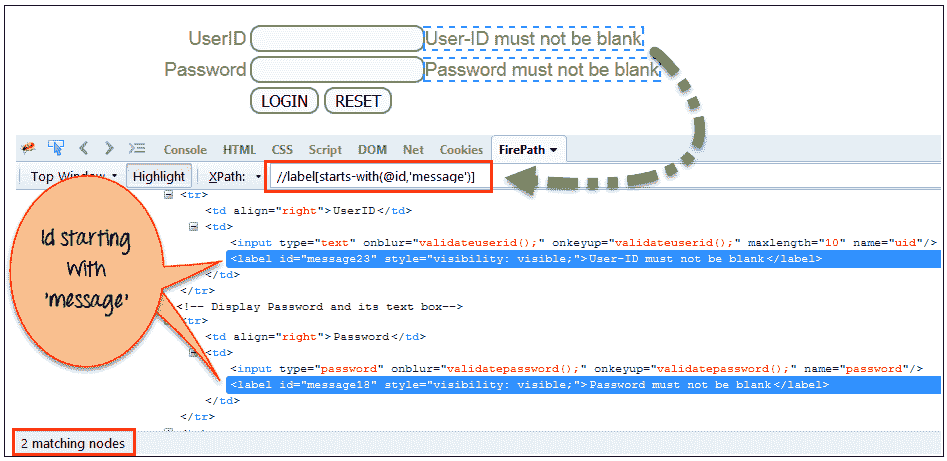 UserID User-ID must not be blank
Password Password must not be blank
LOGIN RESET
Console HTML CSS Script DOM Net Cookies FirePath
Top Window Highlight XPath: //label[starts-with(@id,'message')]
<tr>
<td align="right">UserID</td>
<td>
<input type="text" onblur="validateuserid();" onkeyup="validateuserid();" maxlength="10" name="uid"/>
<label id="message23" style="visibility: visible;">User-ID must not be blank</label>
</td>
</tr>
<!-- Display Password and its text box-->
<tr>
<td align="right">Password</td>
<td>
<input type="password" onblur="validatepassword();" onkeyup="validatepassword();" name="password"/>
<label id="message18" style="visibility: visible;">Password must not be blank</label>
</td>
</tr>
Id starting
with
'message'
2 matching nodes